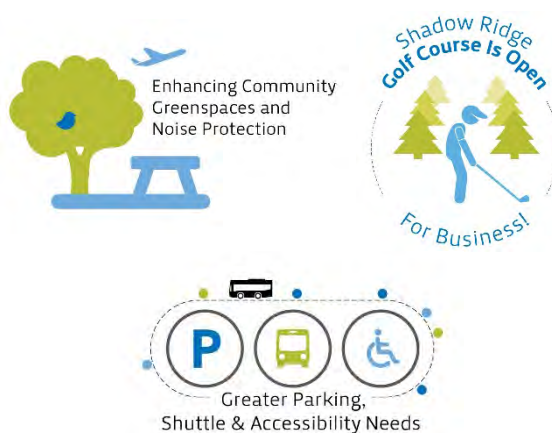 Enhancing Community
Greenspaces and
Noise Protection
Shadow Ridge
Golf Course Is Open
For Business!
P
Greater Parking,
Shuttle & Accessibility Needs